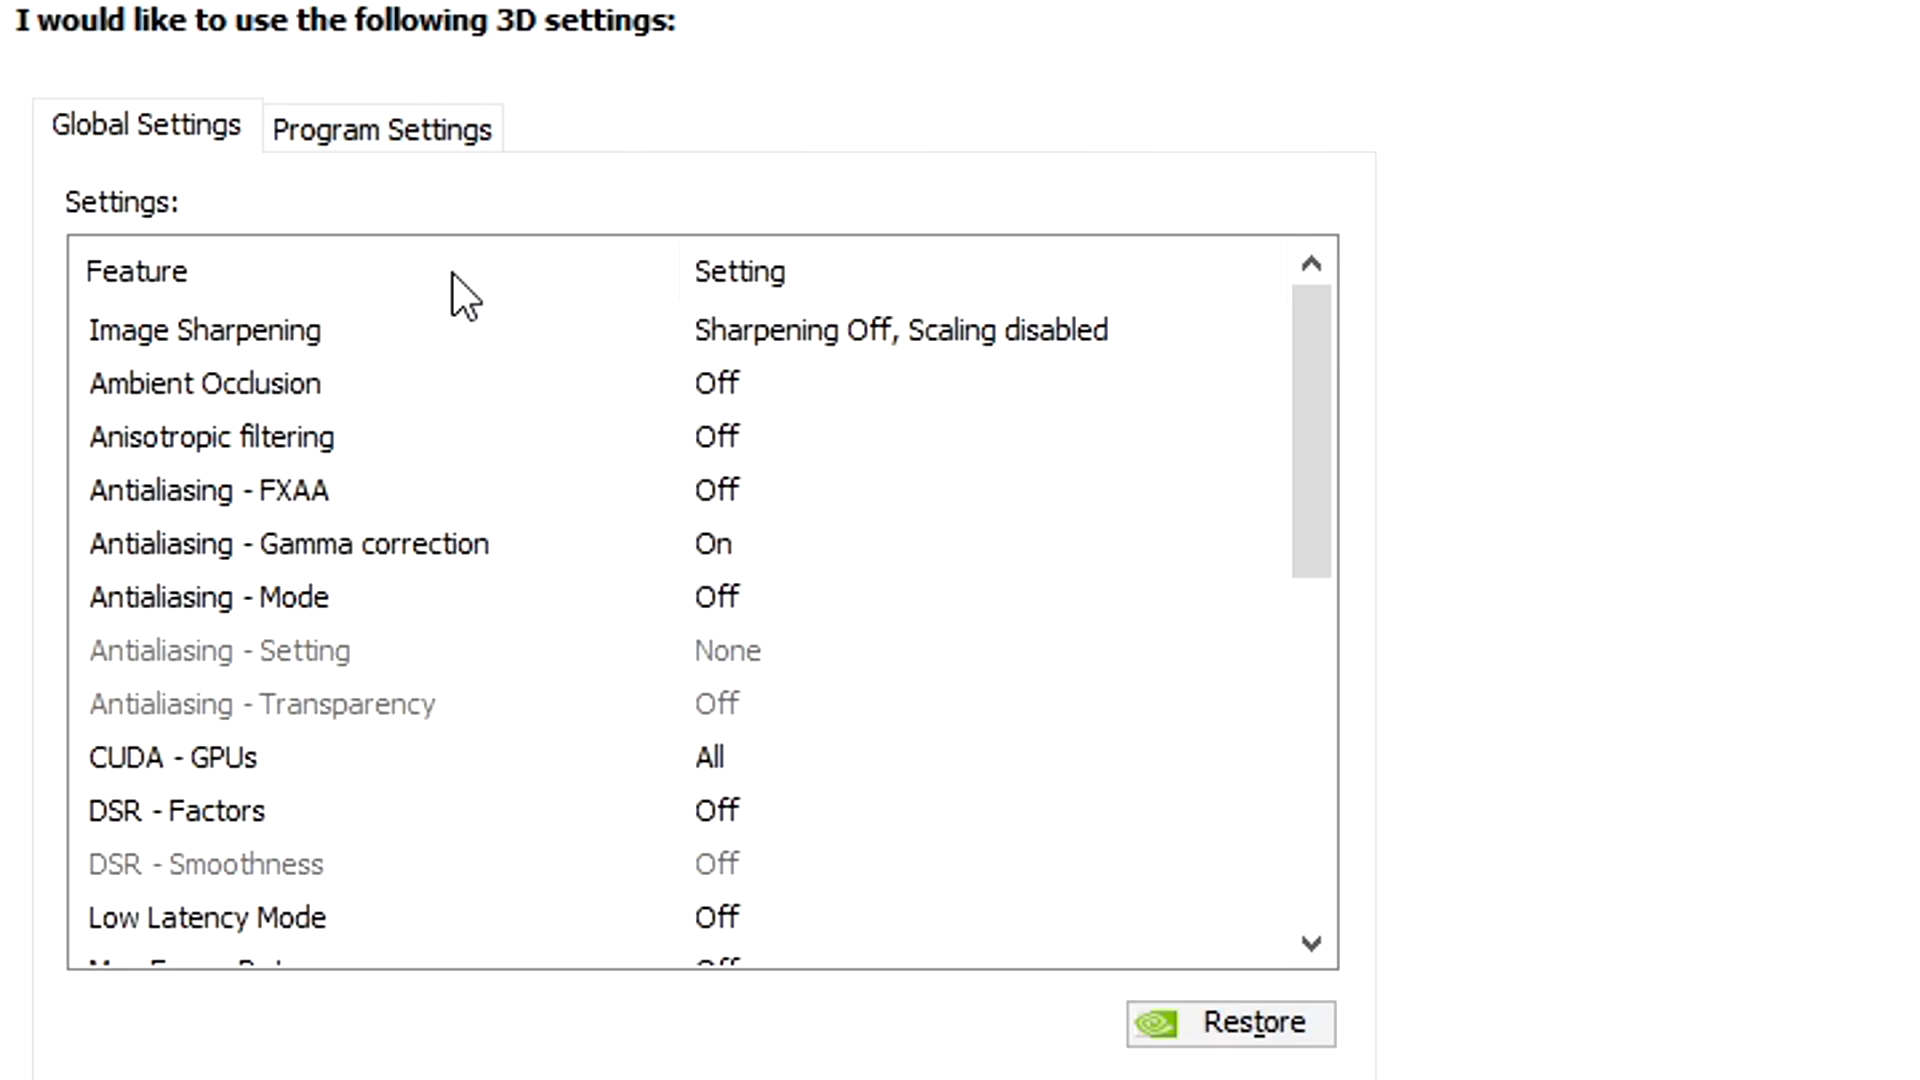 I would like to use the following 3D settings:
Global Settings Program Settings
Settings:
Feature Setting
Image Sharpening Sharpening Off, Scaling disabled
Ambient Occlusion Off
Anisotropic filtering Off
Antialiasing - FXAA Off
Antialiasing - Gamma correction On
Antialiasing - Mode Off
Antialiasing - Setting None
Antialiasing - Transparency Off
CUDA - GPUs All
DSR - Factors Off
DSR - Smoothness Off
Low Latency Mode Off
Restore